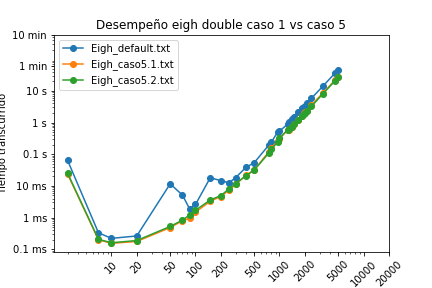 Desempeño eigh double caso 1 vs caso 5
10 min
1 min
10 s
1 s
0.1 s
10 ms
1 ms
0.1 ms
transcurrido
Eigh_default.txt
Eigh_caso5.1.txt
Eigh_caso5.2.txt
10
20
50
100
200
500
1000
2000
5000
10000
20000